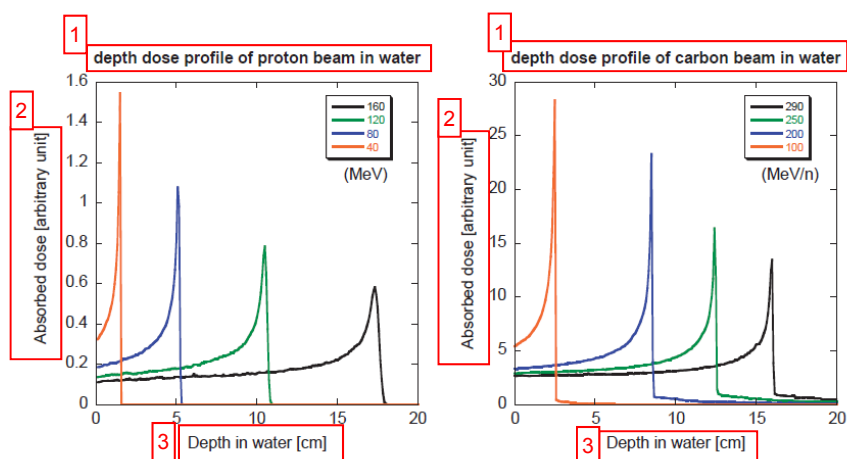 1
depth dose profile of proton beam in water
2
Absorbed dose [arbitrary unit]
1.6
1.4
1.2
1
0.8
0.6
0.4
0.2
0
160
120
80
40
(MeV)
0 5 10 15 20
3 Depth in water [cm]
1
depth dose profile of carbon beam in water
2
Absorbed dose [arbitrary unit]
30
25
20
15
10
5
0
290
250
200
100
(MeV/n)
0 5 10 15 20
3 Depth in water [cm]